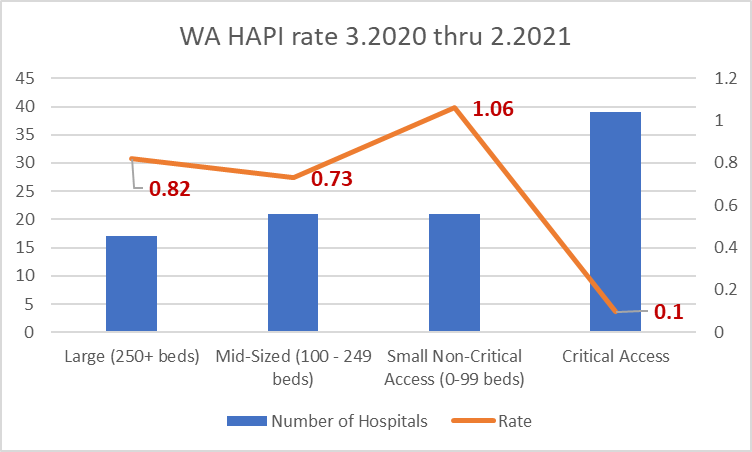 WA HAPI rate 3.2020 thru 2.2021
45
40
35
30
25
20
15
10
5
0
1.2
1
0.8
0.6
0.4
0.2
0
0.82
0.73
1.06
0.1
Large (250+ beds)
Mid-Sized (100 - 249
beds)
Small Non-Critical
Access (0-99 beds)
Critical Access
Number of Hospitals
Rate